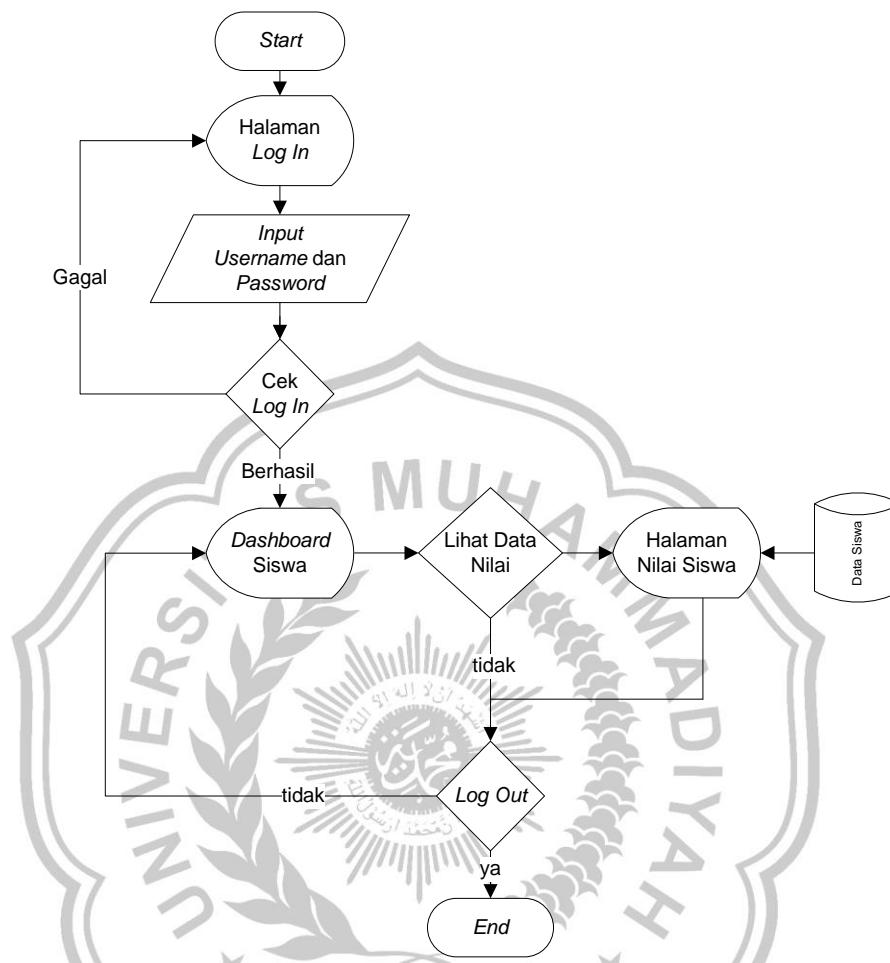 Start
Halaman
Log In
Input
Username dan
Password
Gagal
Cek
Log In
Berhasil
Dashboard
Siswa
Lihat Data
Nilai
Halaman
Nilai Siswa
Data Siswa
tidak
tidak
Log Out
ya
End